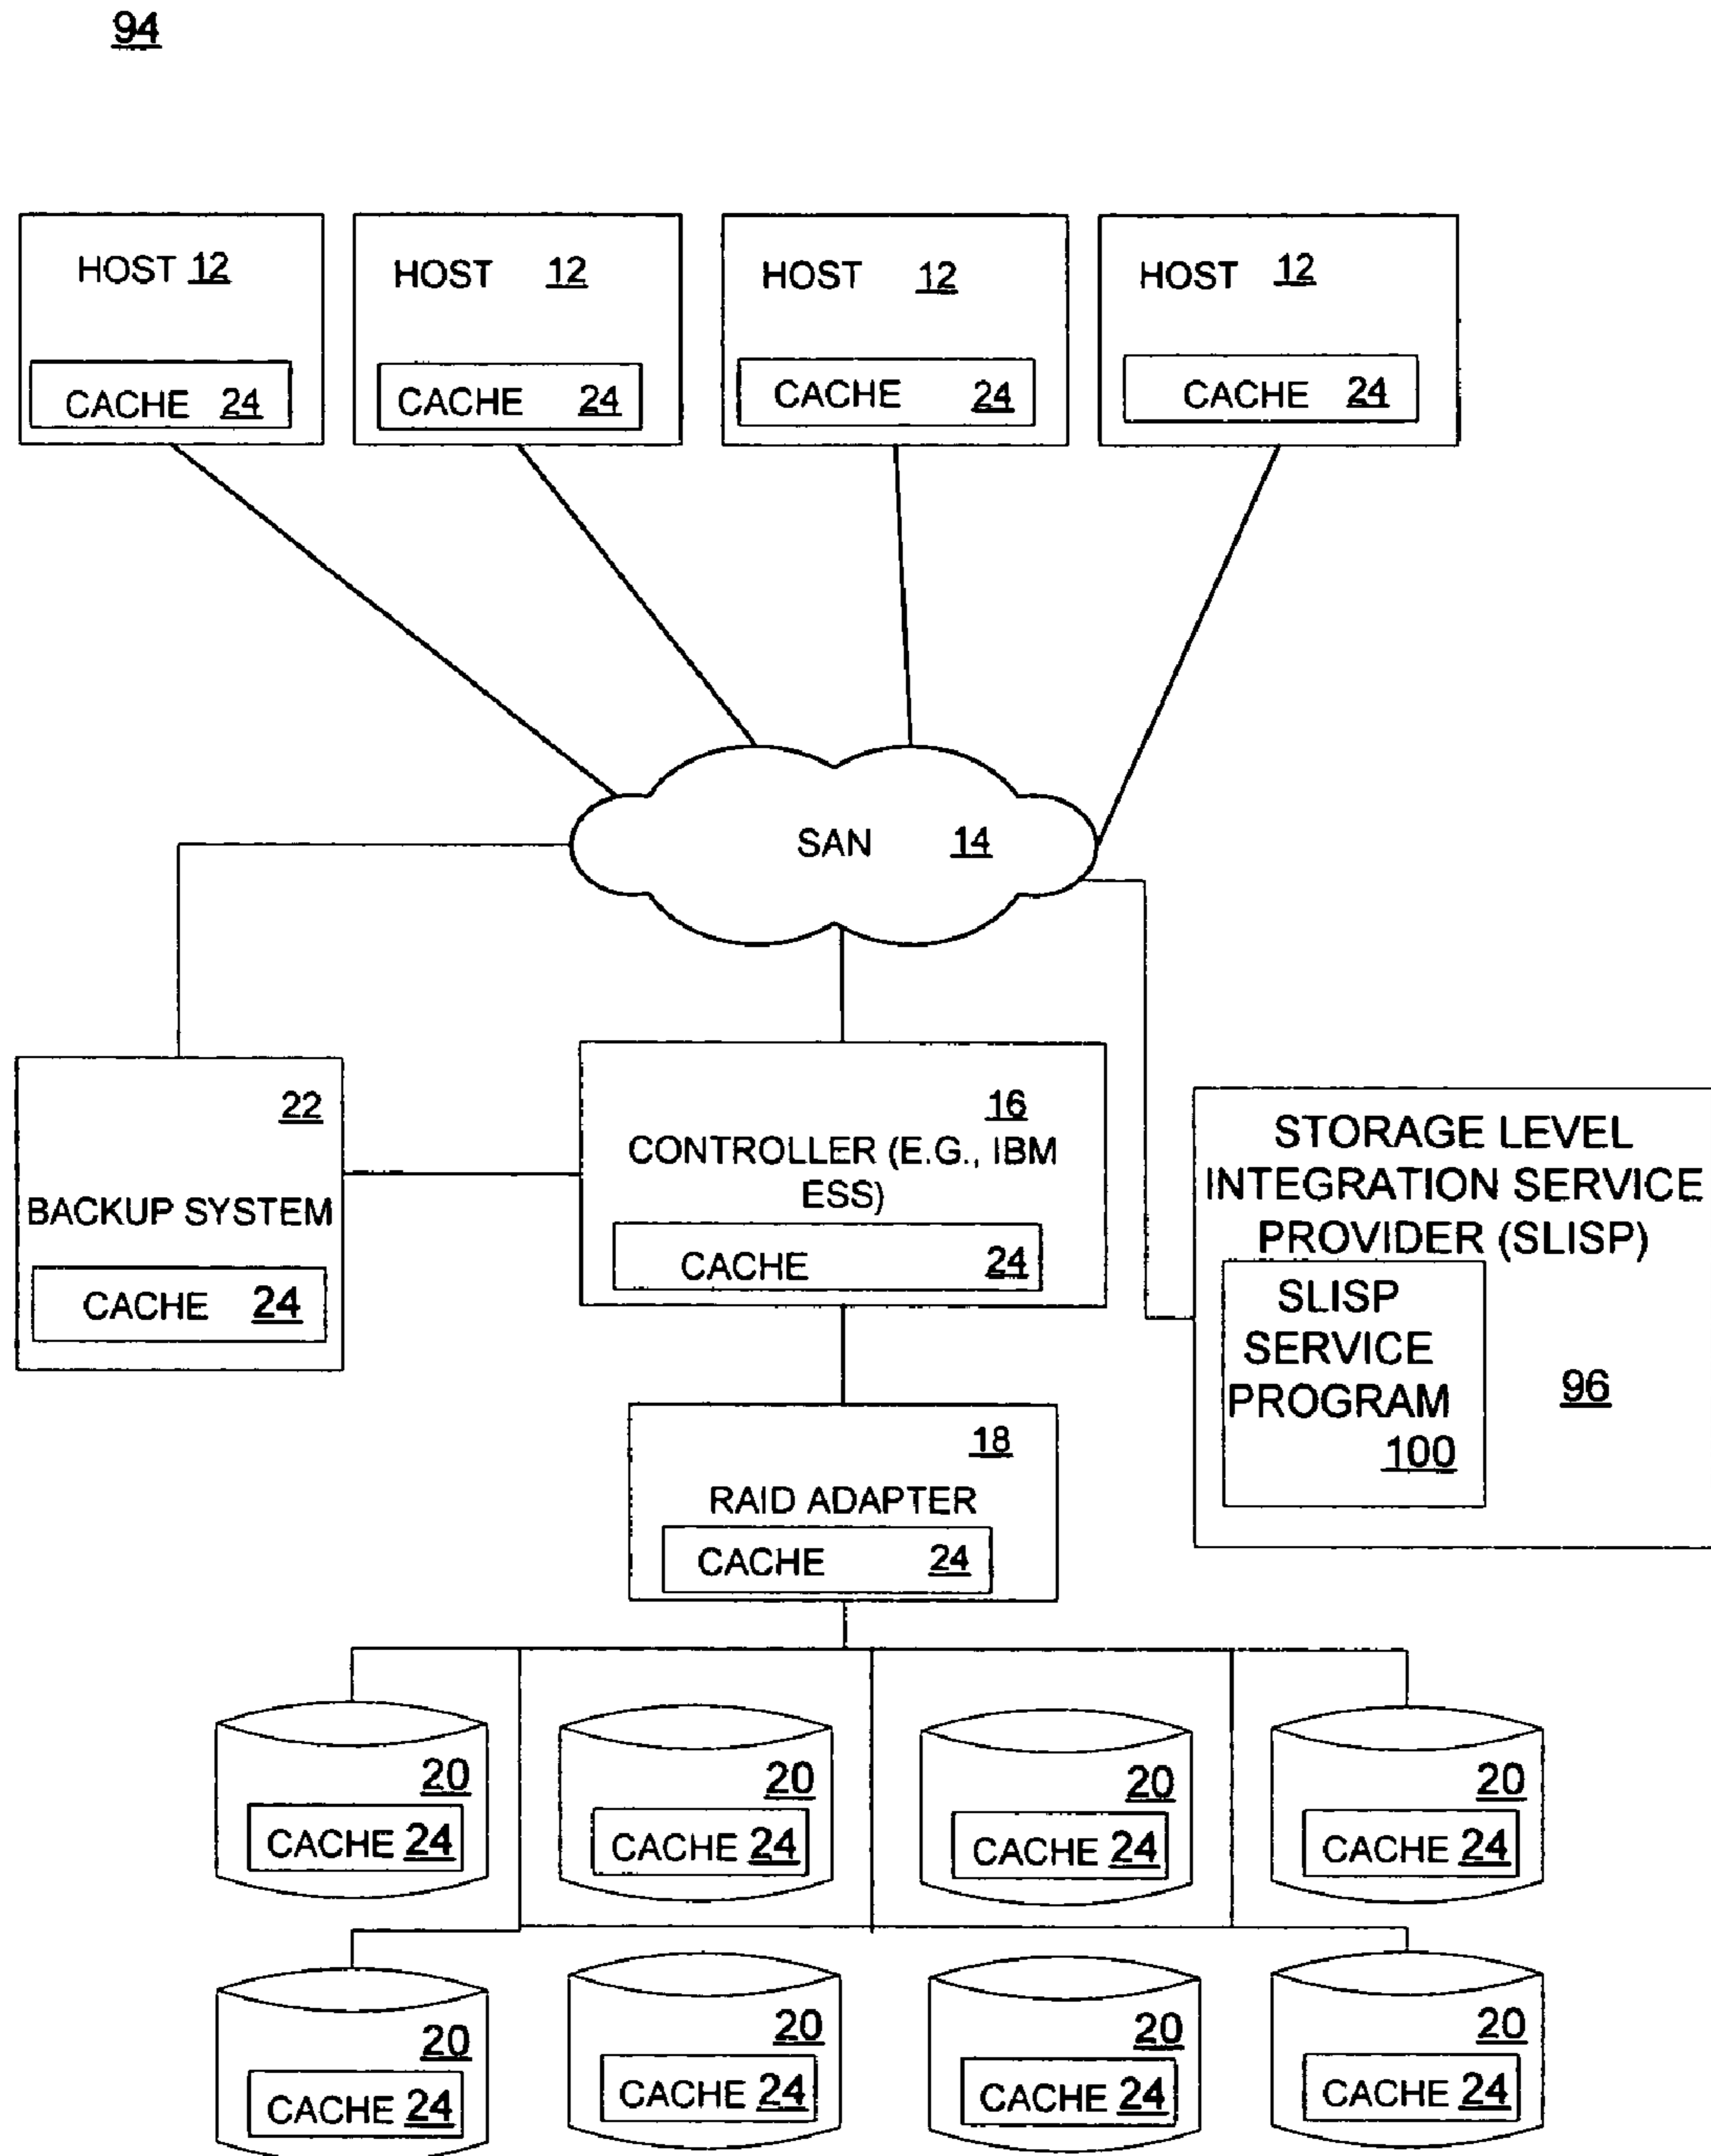 94
HOST 12
CACHE 24
HOST 12
CACHE 24
HOST 12
CACHE 24
HOST 12
CACHE 24
SAN 14
22
BACKUP SYSTEM
CACHE 24
16
CONTROLLER (E.G., IBM
ESS)
CACHE 24
STORAGE LEVEL
INTEGRATION SERVICE
PROVIDER (SLISP)
SLISP
SERVICE
PROGRAM
100
96
18
RAID ADAPTER
CACHE 24
20
CACHE 24
20
CACHE 24
20
CACHE 24
20
CACHE 24
20
CACHE 24
20
CACHE 24
20
CACHE 24
20
CACHE 24